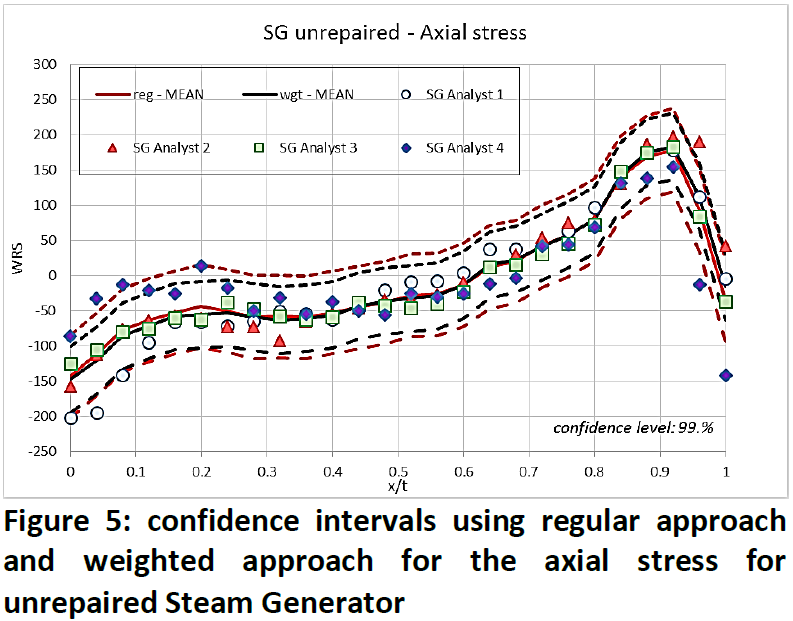 SG unrepaired - Axial stress
300
250
200
150
100
50
0
-50
-100
-150
-200
-250
WRS
reg - MEAN
wgt - MEAN
SG Analyst 1
SG Analyst 2
SG Analyst 3
SG Analyst 4
confidence level: 99.%
0
0.1
0.2
0.3
0.4
0.5
0.6
0.7
0.8
0.9
1
x/t
Figure 5: confidence intervals using regular approach
and weighted approach for the axial stress for
unrepaired Steam Generator